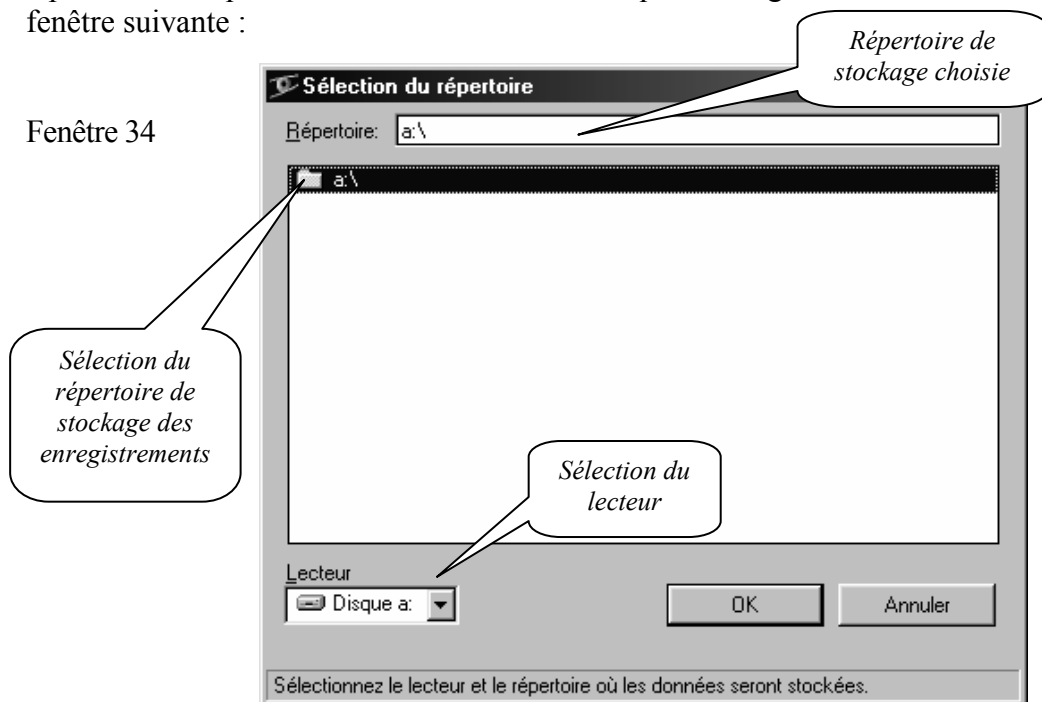 fenêtre suivante :
Répertoire de
stockage choisie
Sélection du répertoire
Fenêtre 34
Répertoire: a:\
a:\
Sélection du
répertoire de
stockage des
enregistrements
Sélection du
lecteur
Lecteur
Disque a:
OK
Annuler
Sélectionnez le lecteur et le répertoire où les données seront stockées.